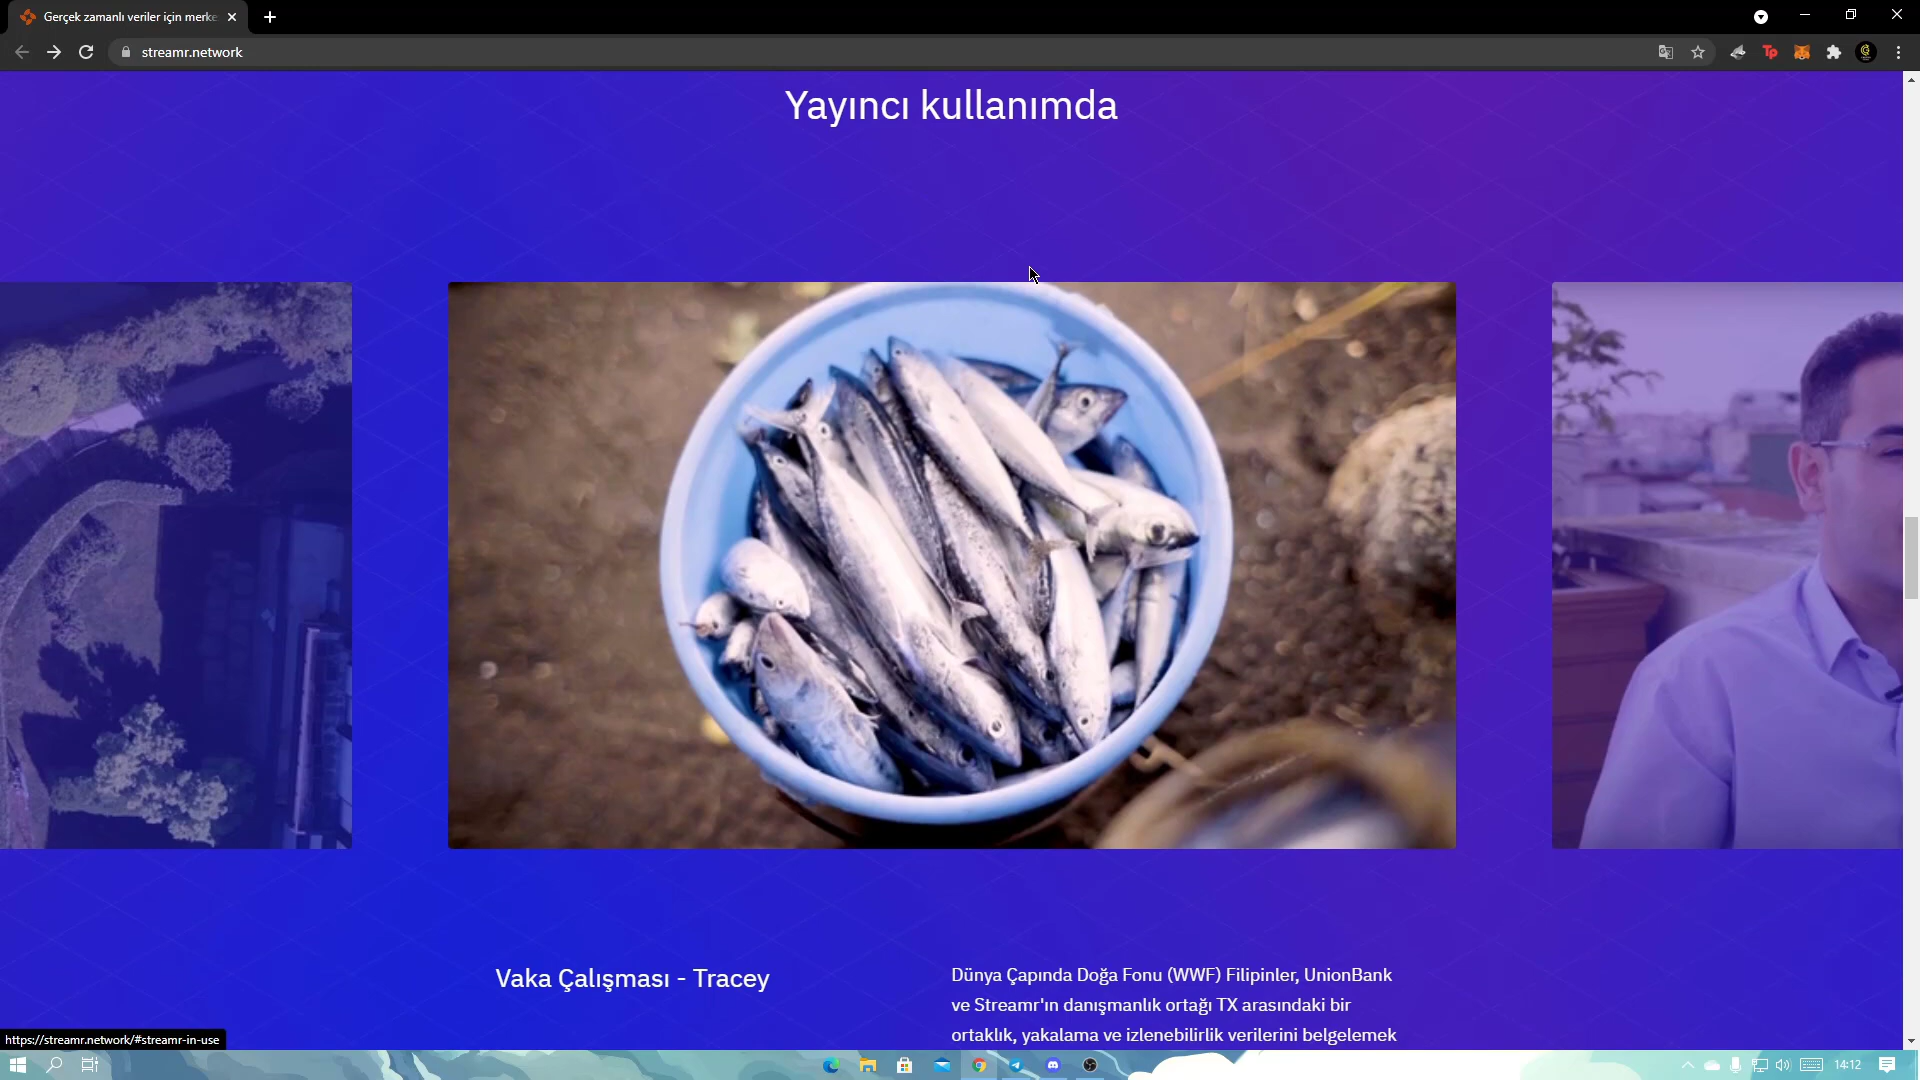 Gerçek zamanlı veriler için merke
streamr.network
Yayıncı kullanımda
Vaka Çalışması - Tracey
Dünya Çapında Doğa Fonu (WWF) Filipinler, UnionBank
ve Streamr'ın danışmanlık ortağı TX arasındaki bir
ortaklık, yakalama ve izlenebilirlik verilerini belgelemek
https://streamr.network/#streamr-in-use
14:12